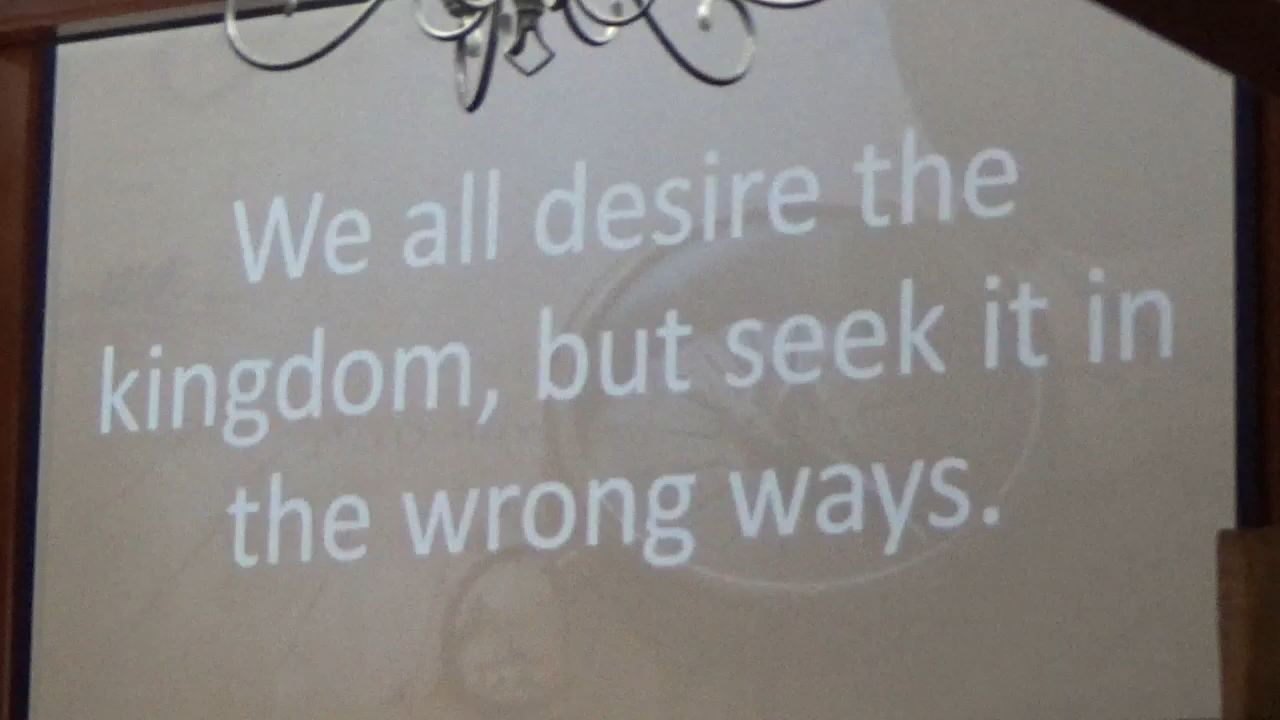 We all desire the
kingdom, but seek it in
the wrong ways.